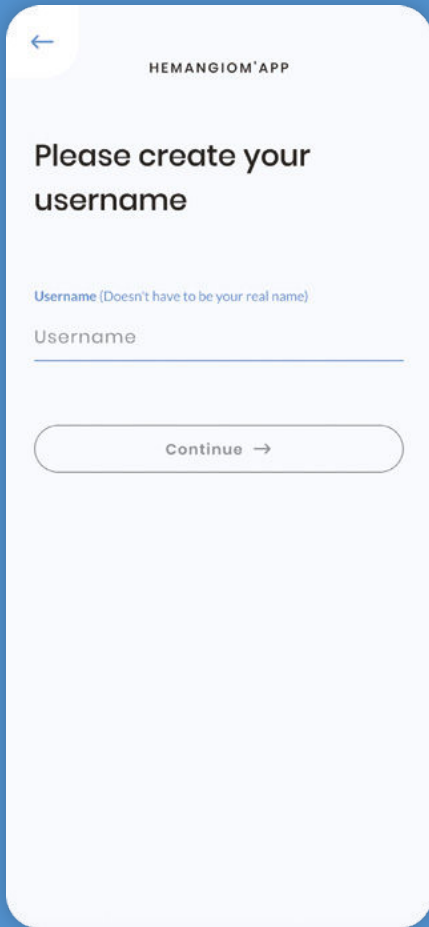 HEMANGIOM'APP
Please create your
username
Username (Doesn't have to be your real name)
Username
Continue →